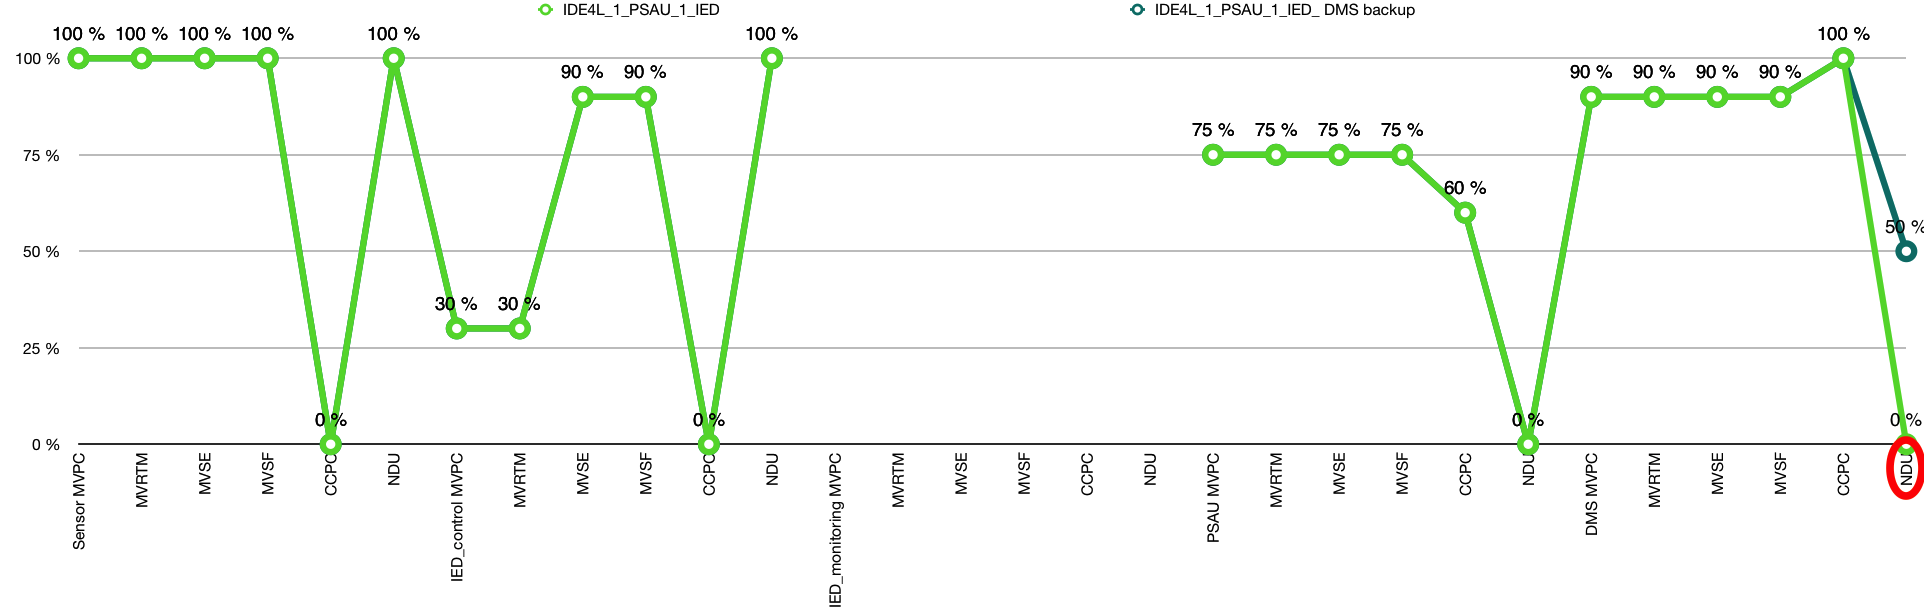 IDE4L_1_PSAU_1_IED
IDE4L_1_PSAU_1_IED_ DMS backup
100 % 100 % 100 % 100 % 100 % 100 % 100 %
100 %
90 % 90 % 90 % 90 % 90 % 90 %
75 % 75 % 75 % 75 %
75 %
60 %
50 %
50 %
30 % 30 %
25 %
0 % 0 % 0 % 0 %
0 %
Sensor MVPC
MVRTM
MVSE
MVSF
CCPC
NDU
IED_control MVPC
MVRTM
MVSE
MVSF
CCPC
NDU
IED_monitoring MVPC
MVRTM
MVSE
MVSF
CCPC
NDU
PSAU MVPC
MVRTM
MVSE
MVSF
CCPC
NDU
DMS MVPC
MVRTM
MVSE
MVSF
CCPC
NDU